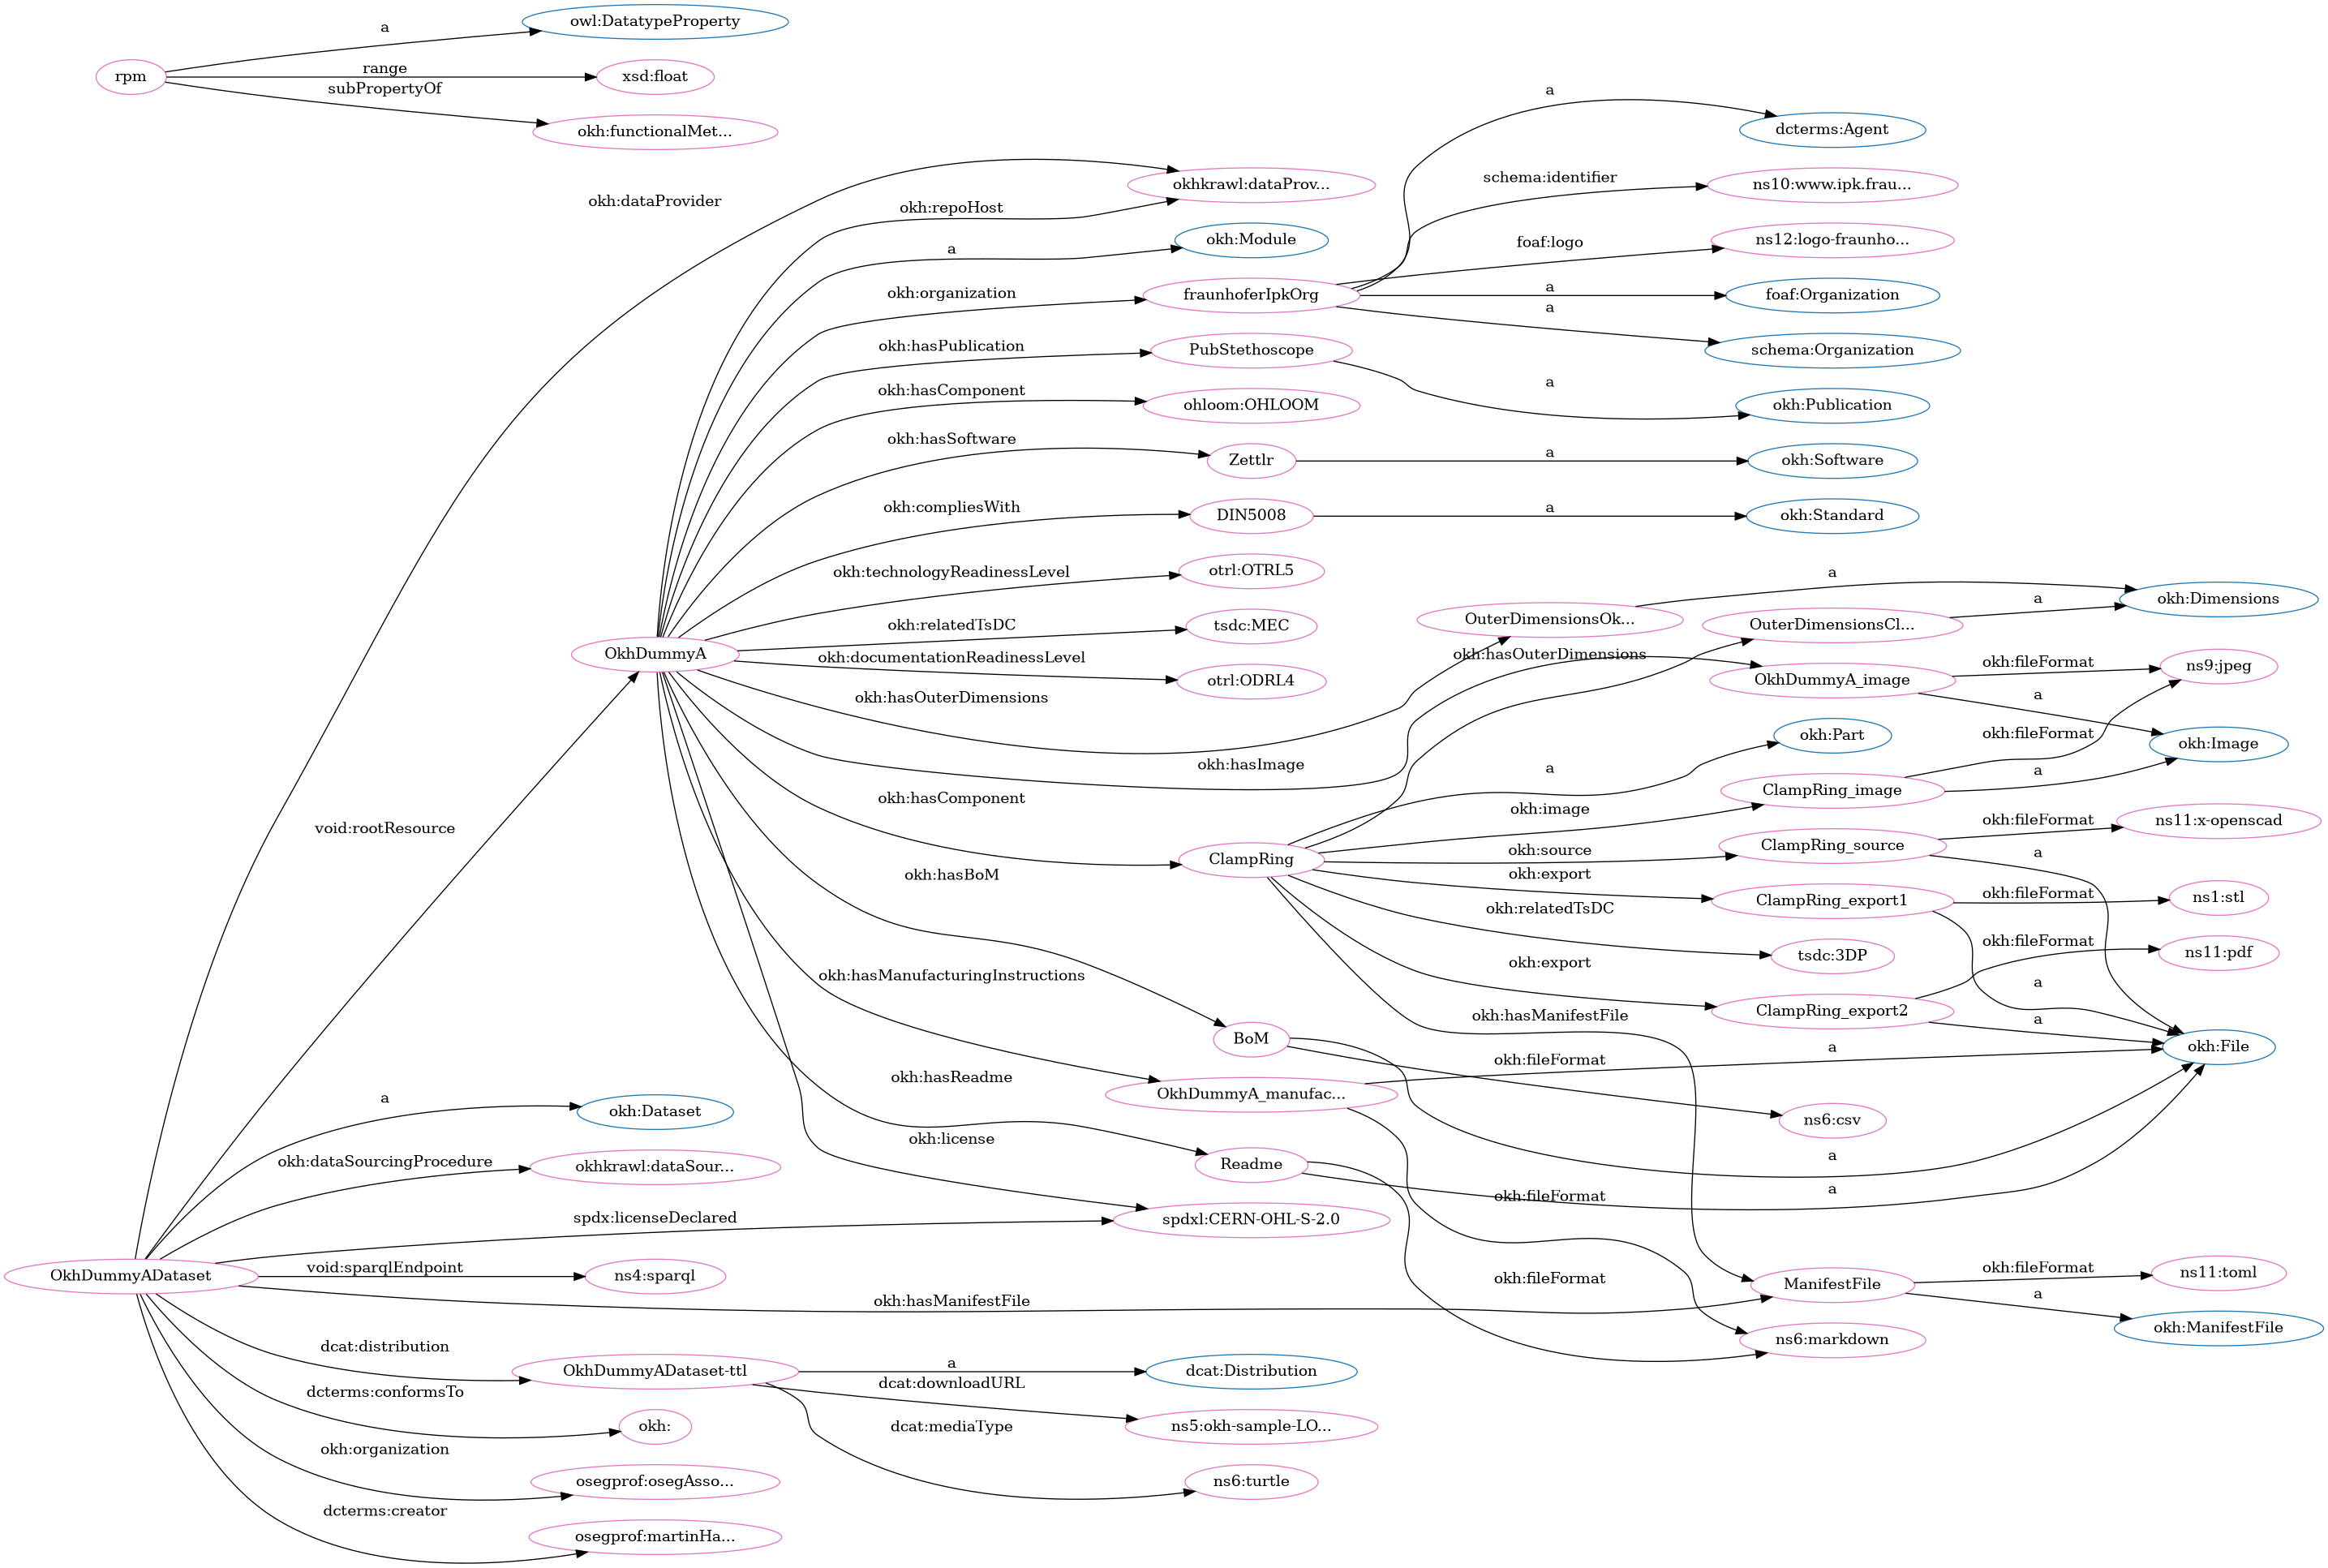 a
owl:DatatypeProperty
rpm
range
xsd:float
subPropertyOf
okh:functionalMet...
okh:dataProvider
okhkrawl:dataProv...
okh:repoHost
a
okh:Module
okh:organization
fraunhoferIpkOrg
a
dcterms:Agent
schema:identifier
ns10:www.ipk.frau...
foaf:logo
ns12:logo-fraunho...
a
foaf:Organization
a
schema:Organization
okh:hasPublication
PubStethoscope
a
okh:Publication
okh:hasComponent
ohloom:OHLOOM
okh:hasSoftware
Zettlr
a
okh:Software
okh:compliesWith
DIN5008
a
okh:Standard
okh:technologyReadinessLevel
otrl:OTRL5
okh:relatedTsDC
tsdc:MEC
OkhDummyA
okh:documentationReadinessLevel
otrl:ODRL4
okh:hasOuterDimensions
OuterDimensionsOk...
a
okh:Dimensions
okh:hasOuterDimensions
OuterDimensionsCl...
a
okh:hasImage
OkhDummyA_image
okh:fileFormat
ns9:jpeg
a
okh:Image
a
okh:Part
okh:fileFormat
okh:hasComponent
ClampRing
okh:image
ClampRing_image
a
okh:source
ClampRing_source
okh:fileFormat
ns11:x-openscad
a
okh:export
ClampRing_export1
okh:fileFormat
ns1:stl
okh:relatedTsDC
tsdc:3DP
okh:fileFormat
ns11:pdf
okh:export
ClampRing_export2
a
a
okh:File
okh:hasManifestFile
void:rootResource
okh:hasBoM
BoM
okh:fileFormat
a
ns6:csv
a
okh:hasManufacturingInstructions
OkhDummyA_manufac...
okh:hasReadme
Readme
okh:fileFormat
a
okh:license
spdxl:CERN-OHL-S-2.0
okh:fileFormat
ns6:markdown
a
okh:Dataset
okh:dataSourcingProcedure
okhkrawl:dataSour...
spdx:licenseDeclared
OkhDummyADataset
void:sparqlEndpoint
ns4:sparql
okh:hasManifestFile
ManifestFile
okh:fileFormat
ns11:toml
a
okh:ManifestFile
dcat:distribution
OkhDummyADataset-ttl
a
dcat:Distribution
dcat:downloadURL
ns5:okh-sample-LO...
dcat:mediaType
ns6:turtle
dcterms:conformsTo
okh:
okh:organization
osegprof:osegAsso...
dcterms:creator
osegprof:martinHa...